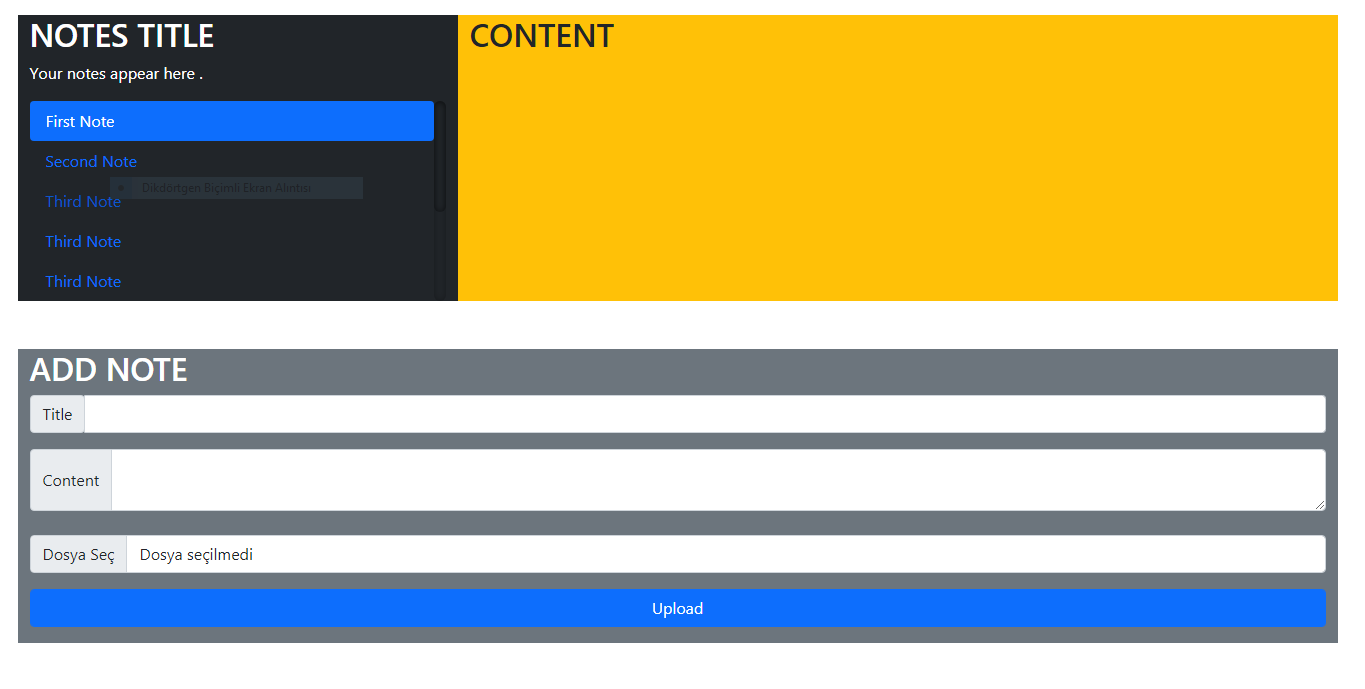 NOTES TITLE
Your notes appear here .
First Note
Second Note
Dikdörtgen Biçimli Ekran Alıntısı
Third Note
Third Note
Third Note
CONTENT
ADD NOTE
Title
Content
Dosya Seç Dosya seçilmedi
Upload